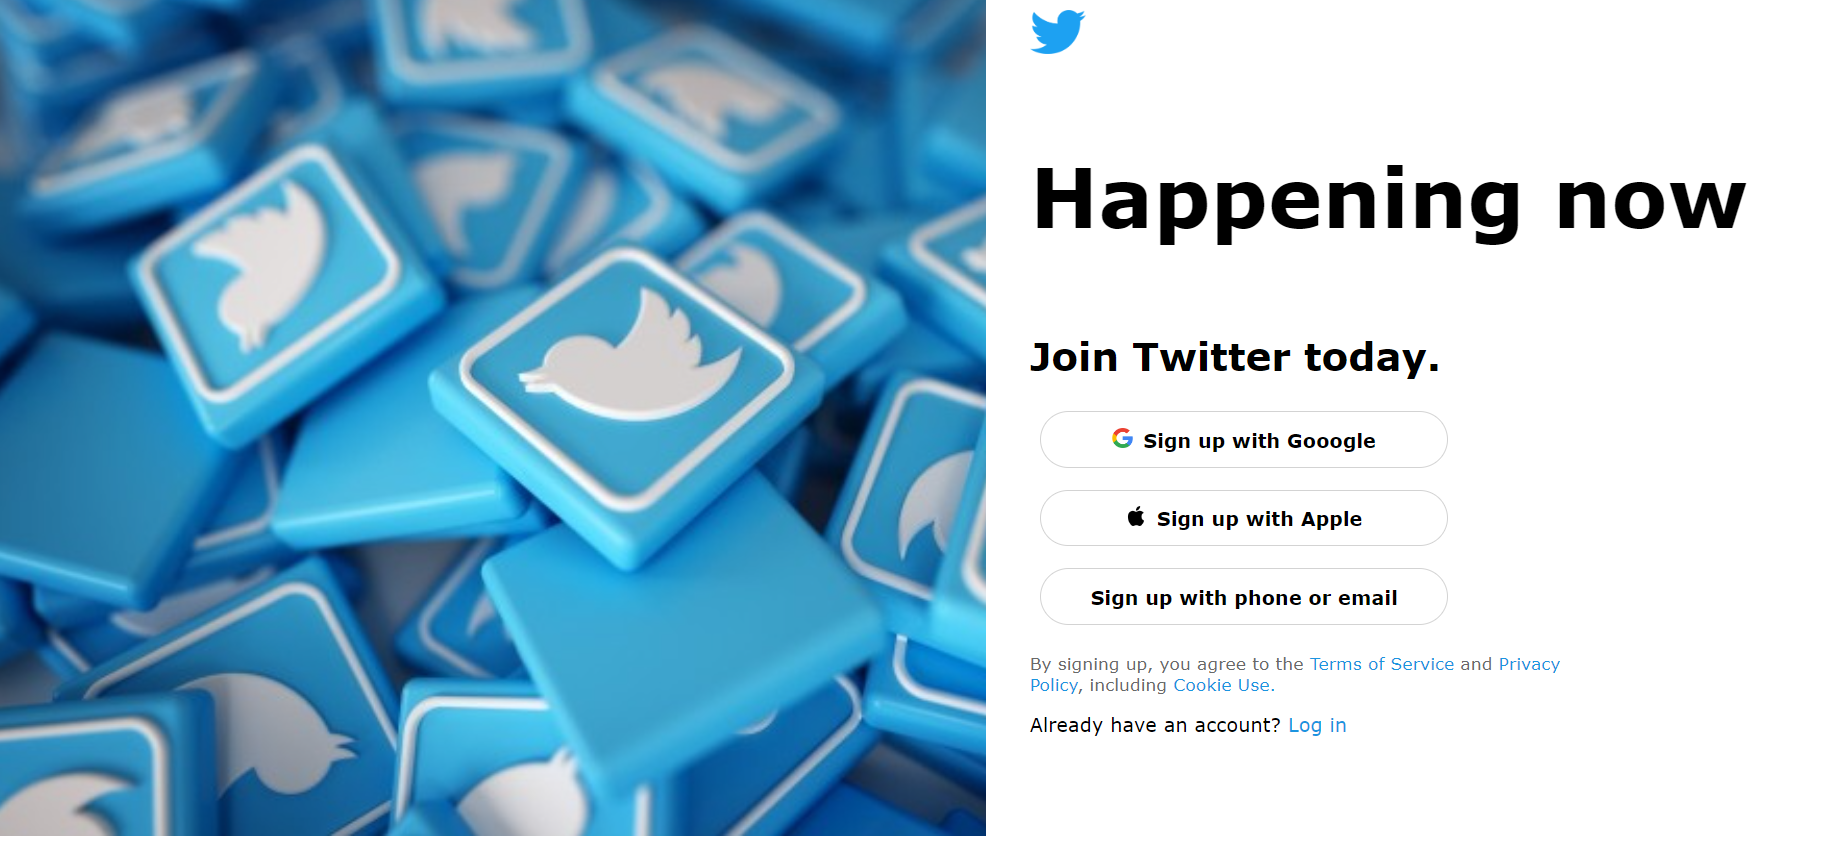 Happening now
Join Twitter today.
Sign up with Gooogle
Sign up with Apple
Sign up with phone or email
By signing up, you agree to the Terms of Service and Privacy
Policy, including Cookie Use.
Already have an account? Log in